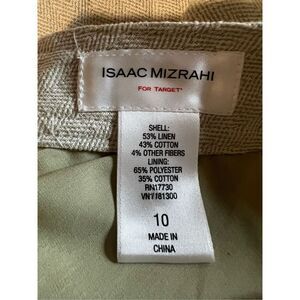 ISAAC MIZRAHI
FOR TARGET*
SHELL:
53% LINEN
43% COTTON
4% OTHER FIBERS
LINING:
65% POLYESTER
35% COTTON
RN17730
VN7781300
10
MADE IN
CHINA